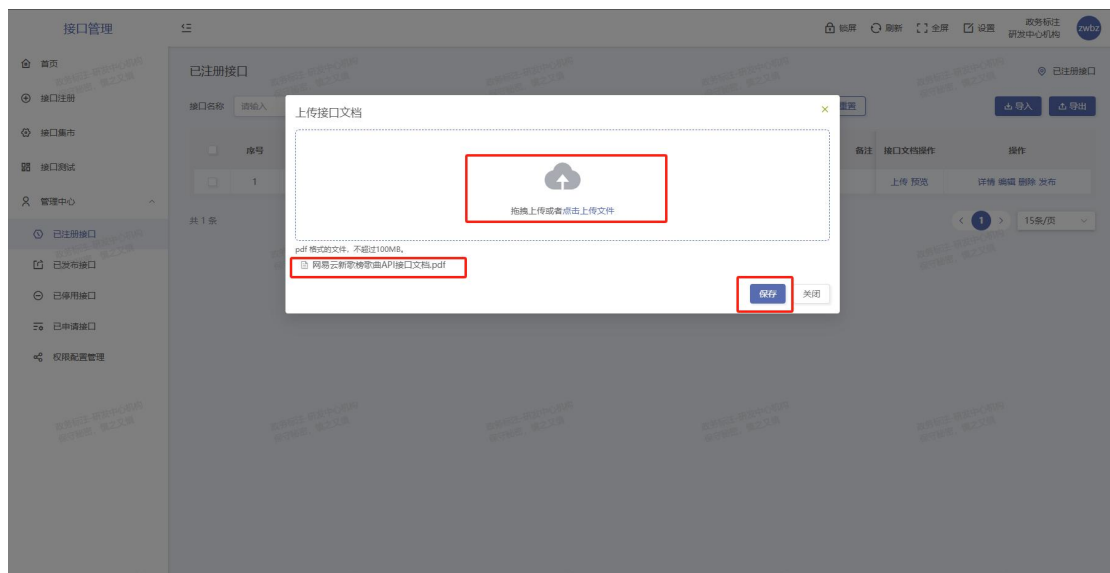 接口管理
锁屏 刷新 全屏 设置 政务标注 研发中心机构 zwbz
首页
已注册接口
已注册接口
接口注册
接口名称 请输入
上传接口文档
×
重置
导入 导出
接口集市
序号
备注 接口文档操作 操作
接口测试
1
上传 预览 详情 编辑 删除 发布
管理中心
拖拽上传或者点击上传文件
共 1 条
1 15条/页
已注册接口
pdf 格式的文件、不超过100MB。
已发布接口
网易云新歌榜歌曲API接口文档.pdf
已停用接口
保存 关闭
已申请接口
权限配置管理